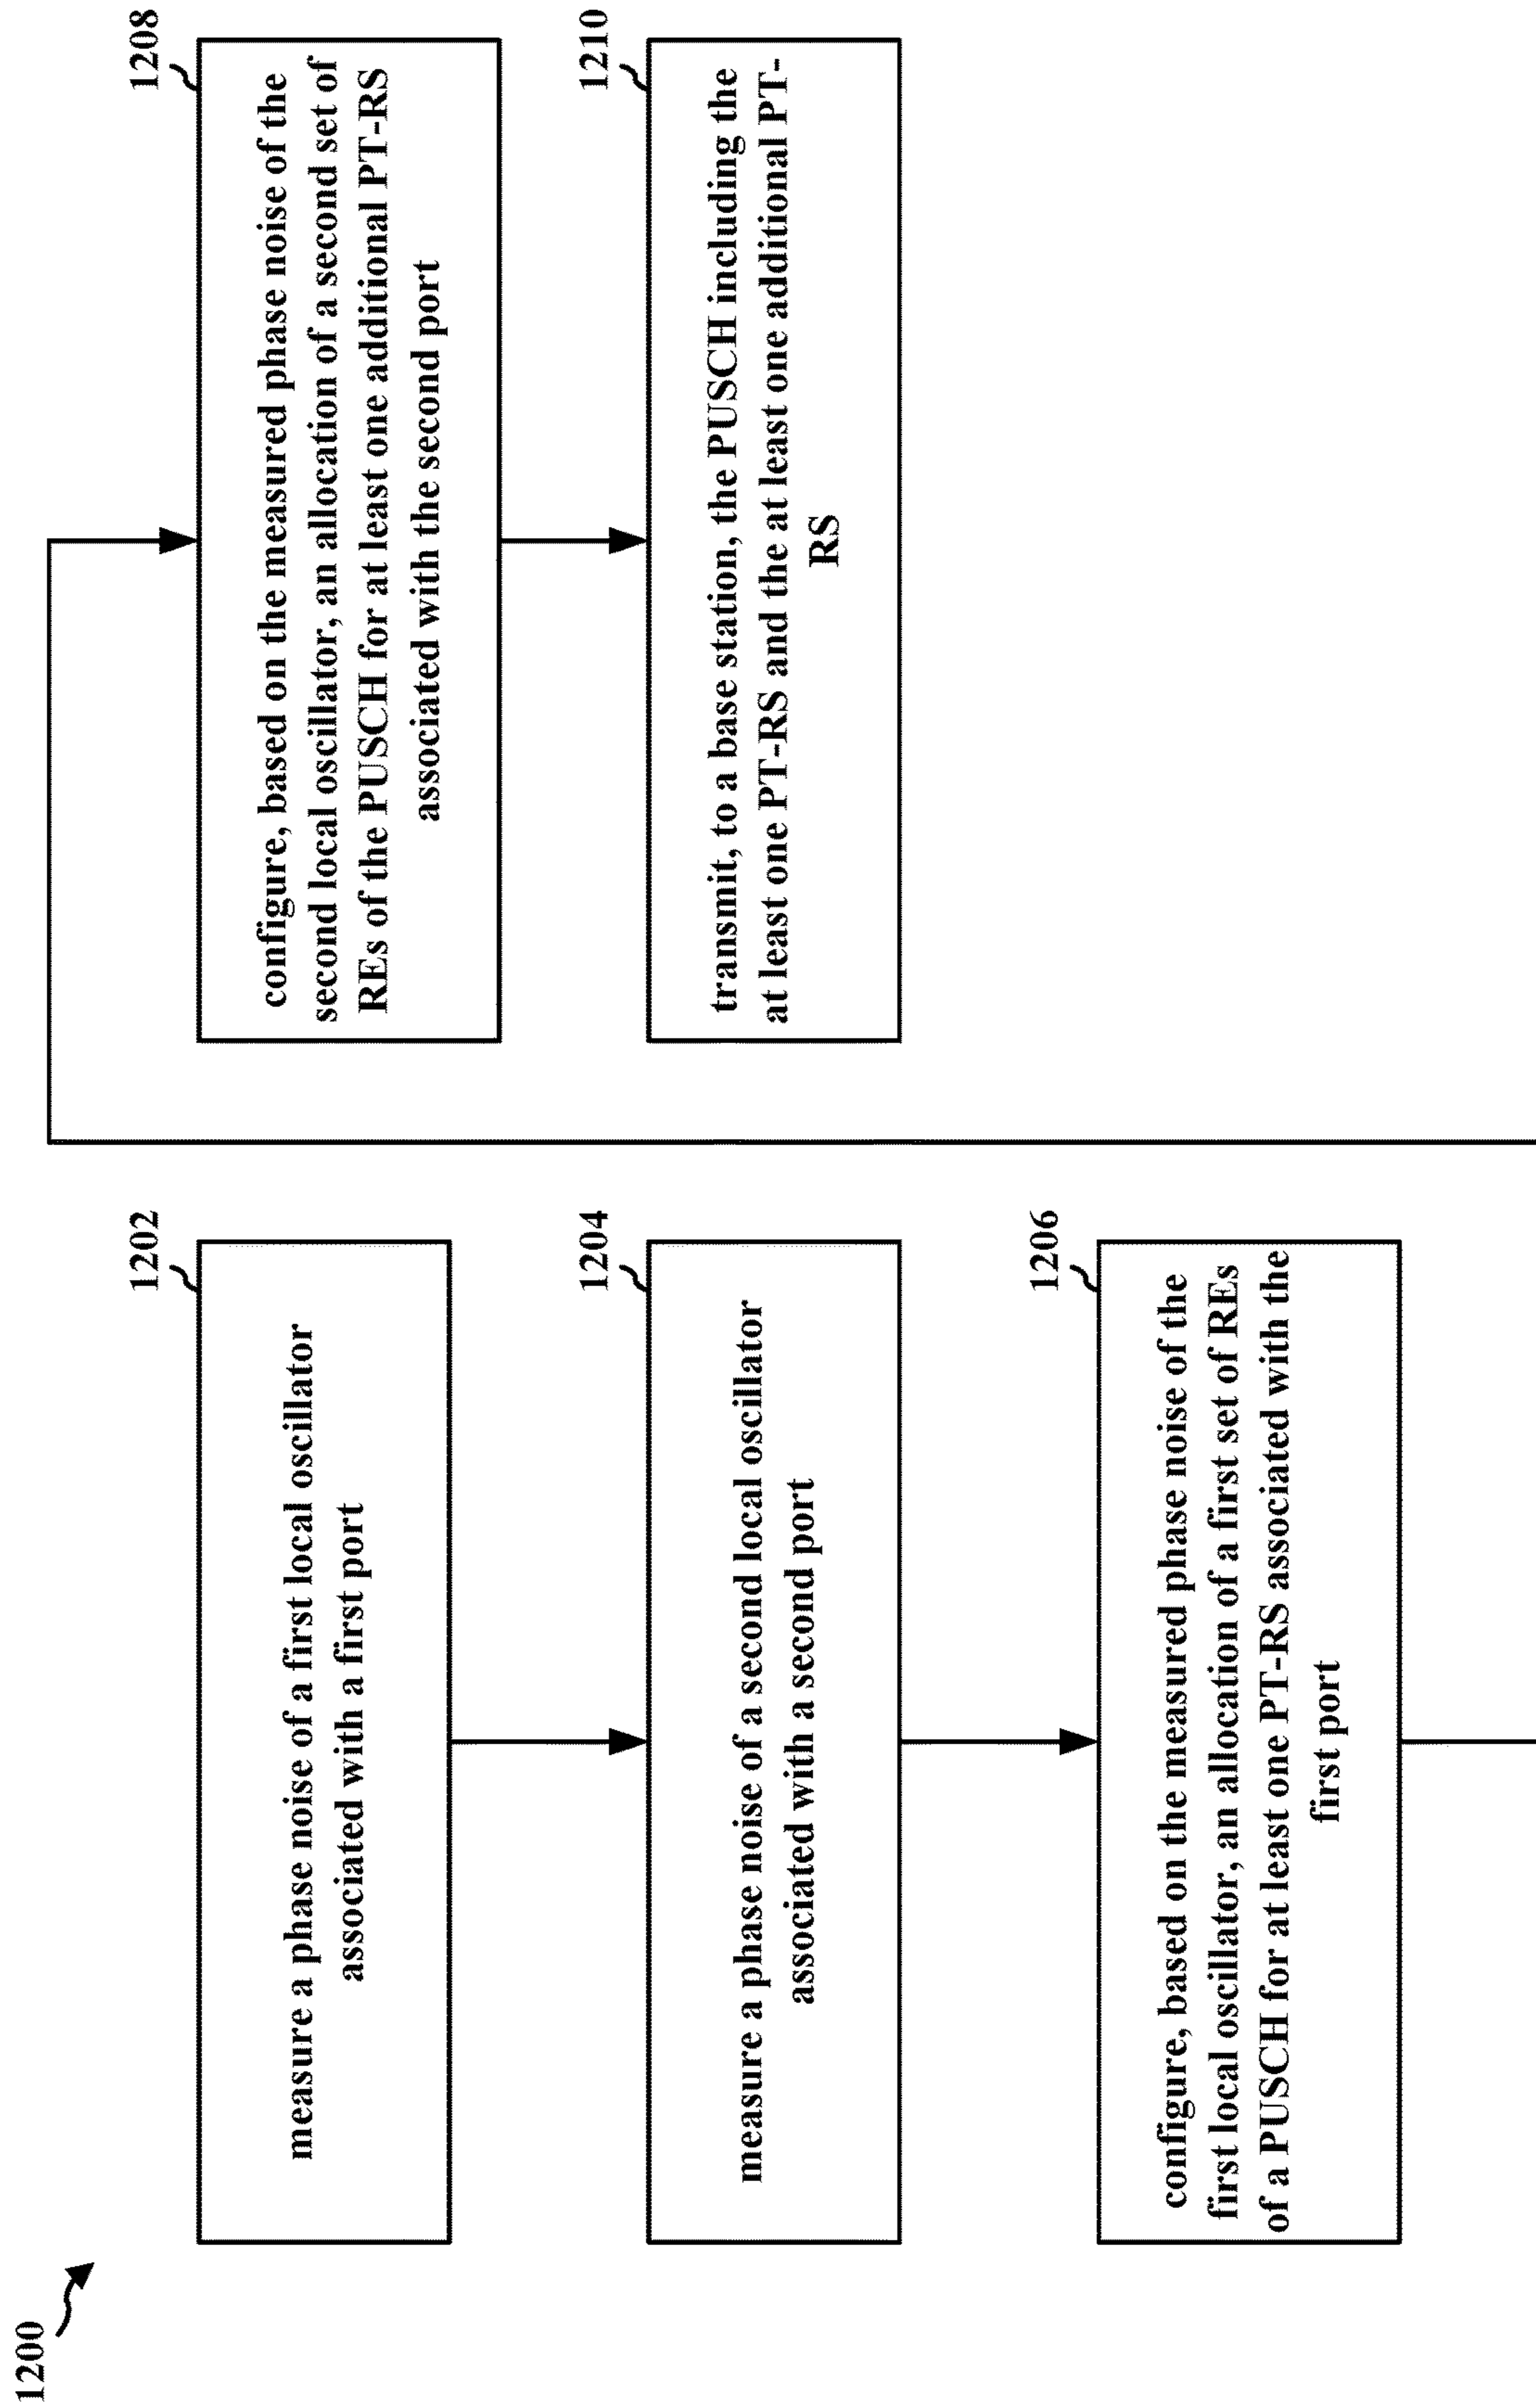 1200
1202
measure a phase noise of a first local oscillator
associated with a first port
1204
measure a phase noise of a second local oscillator
associated with a second port
1206
configure, based on the measured phase noise of the
first local oscillator, an allocation of a first set of REs
of a PUSCH for at least one PT-RS associated with the
first port
1208
configure, based on the measured phase noise of the
second local oscillator, an allocation of a second set of
REs of the PUSCH for at least one additional PT-RS
associated with the second port
1210
transmit, to a base station, the PUSCH including the
at least one PT-RS and the at least one additional PT-
RS